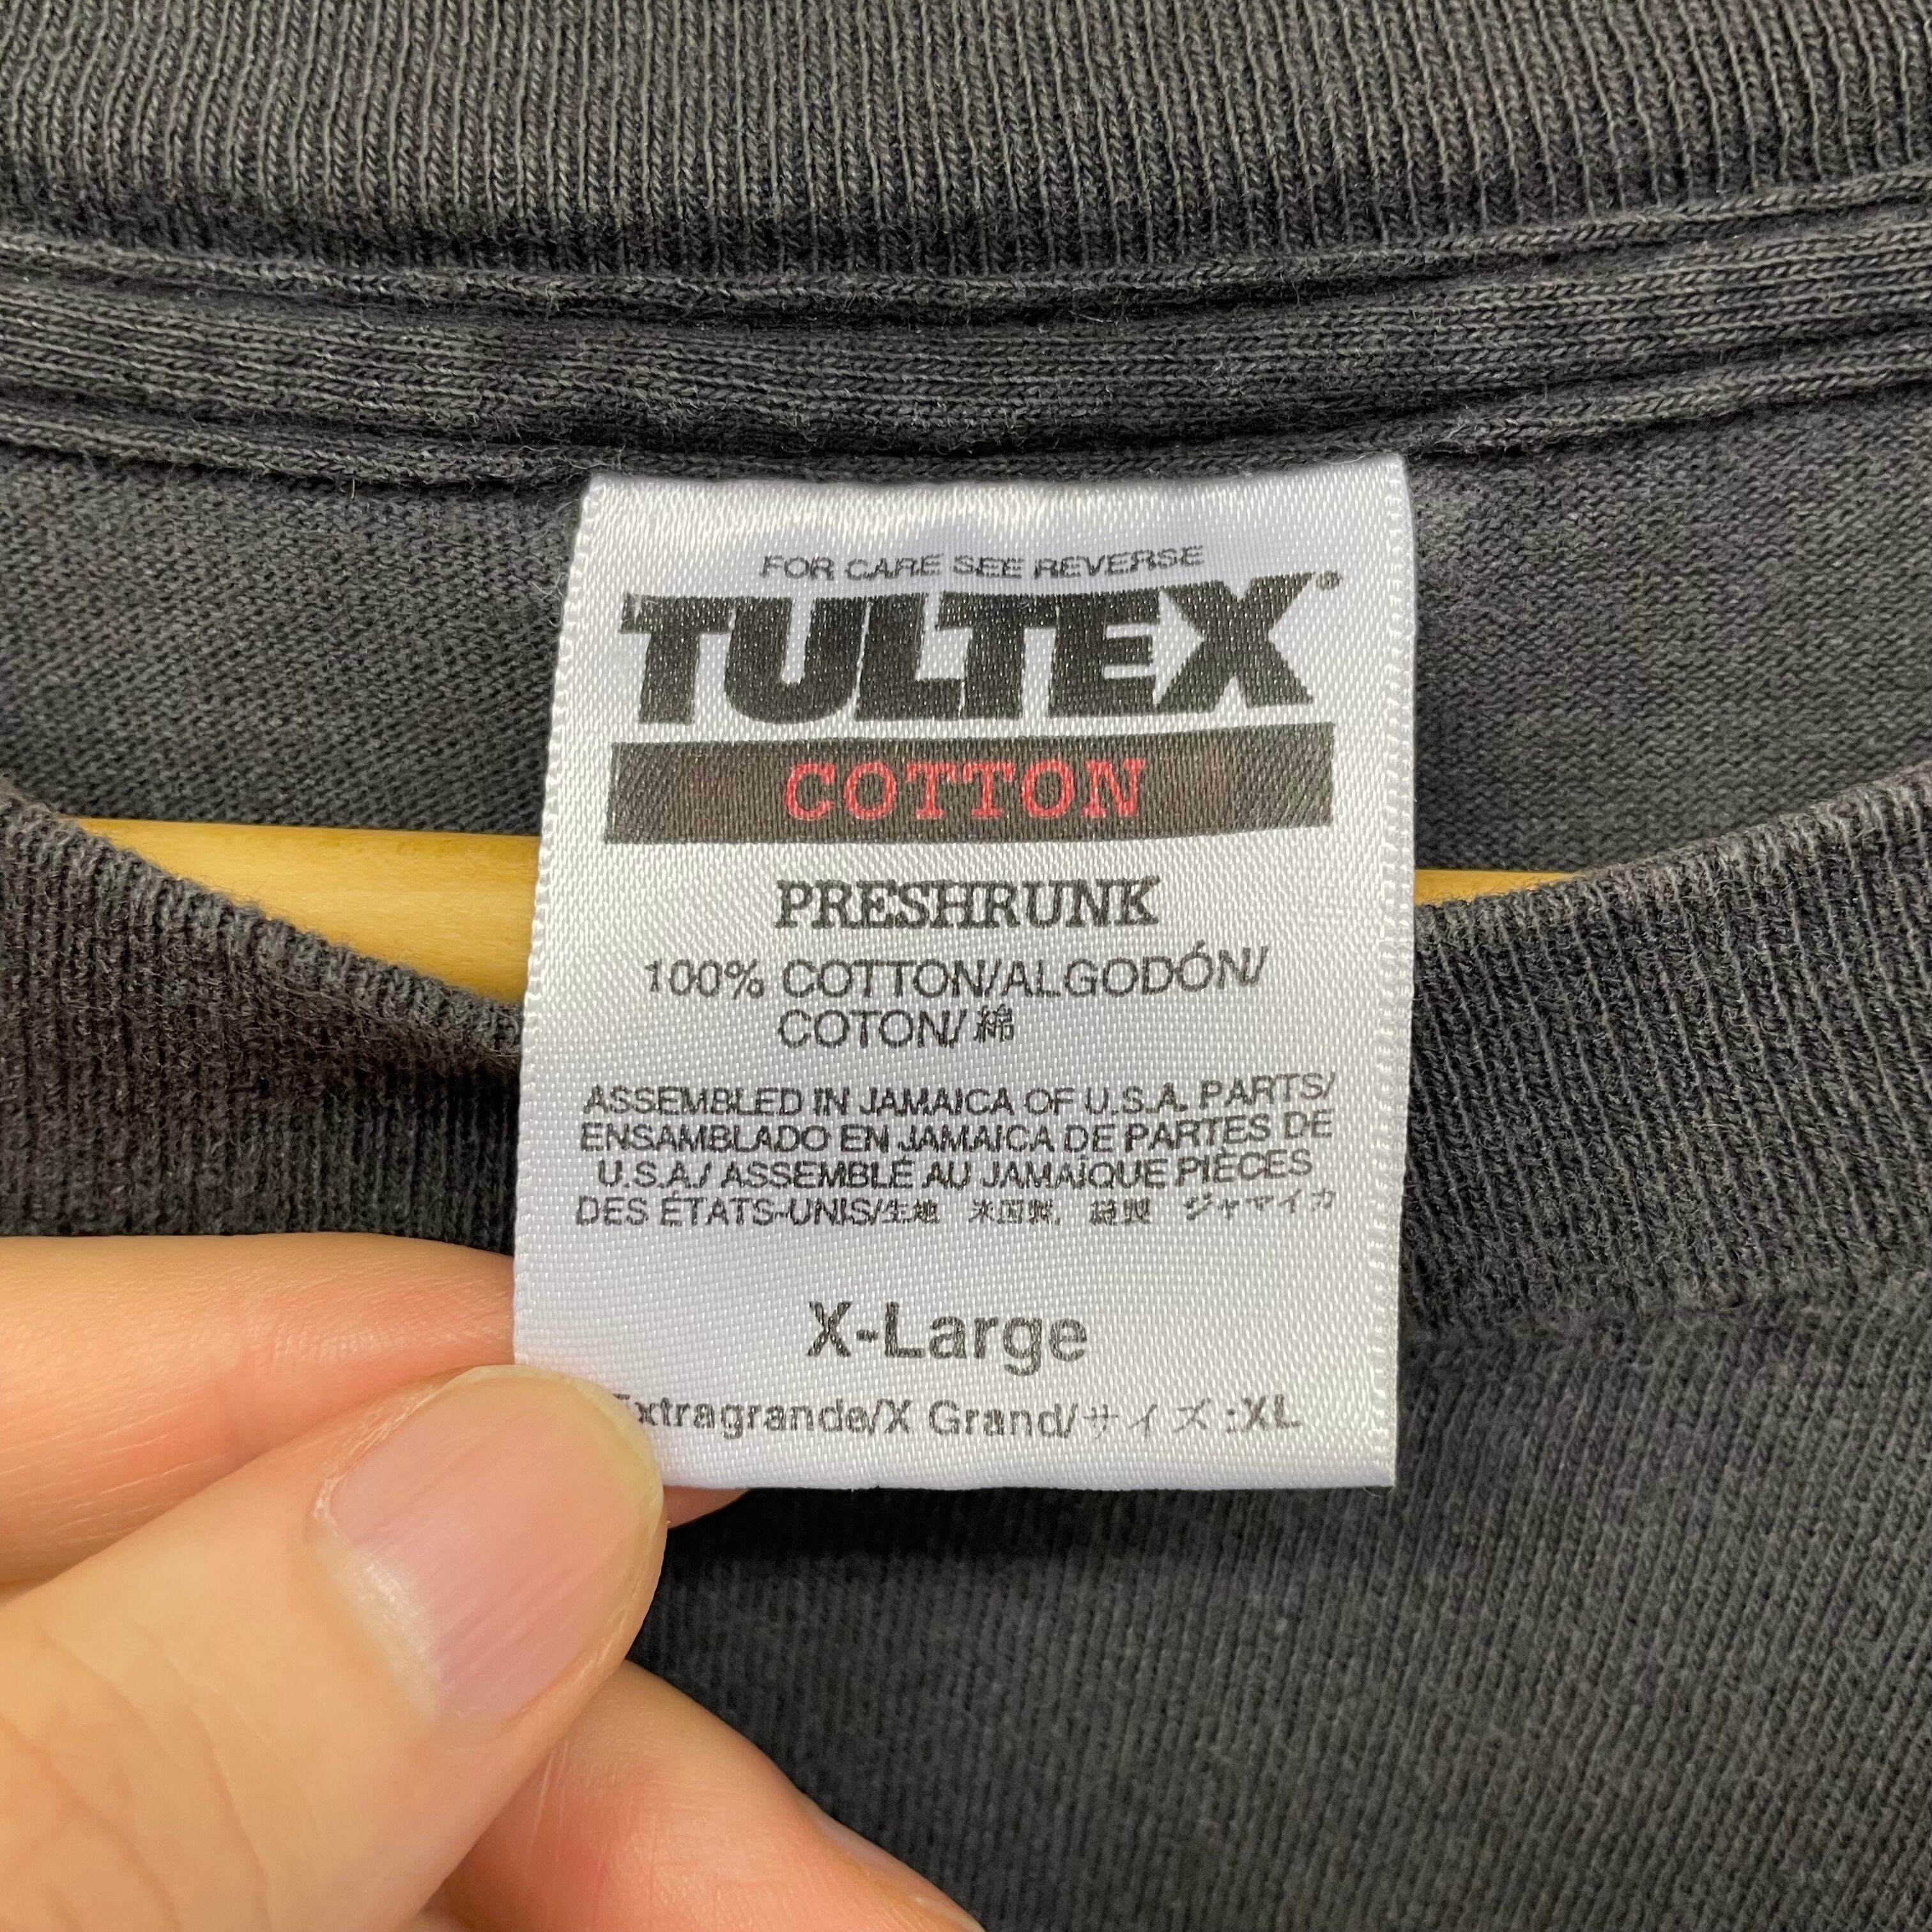 FOR CARE SEE REVERSE
TULTEX®
COTTON
PRESHRUNK
100% COTTON/ALGODÓN/
COTON/綿
ASSEMBLED IN JAMAICA OF U.S.A. PARTS/
ENSAMBLADO EN JAMAICA DE PARTES DE
U.S.A./ ASSEMBLÉ AU JAMAÏQUE PIÈCES
DES ÉTATS-UNIS/生地 米国製, 縫製 ジャマイカ
X-Large
Extragrande/X Grand/サイズ:XL